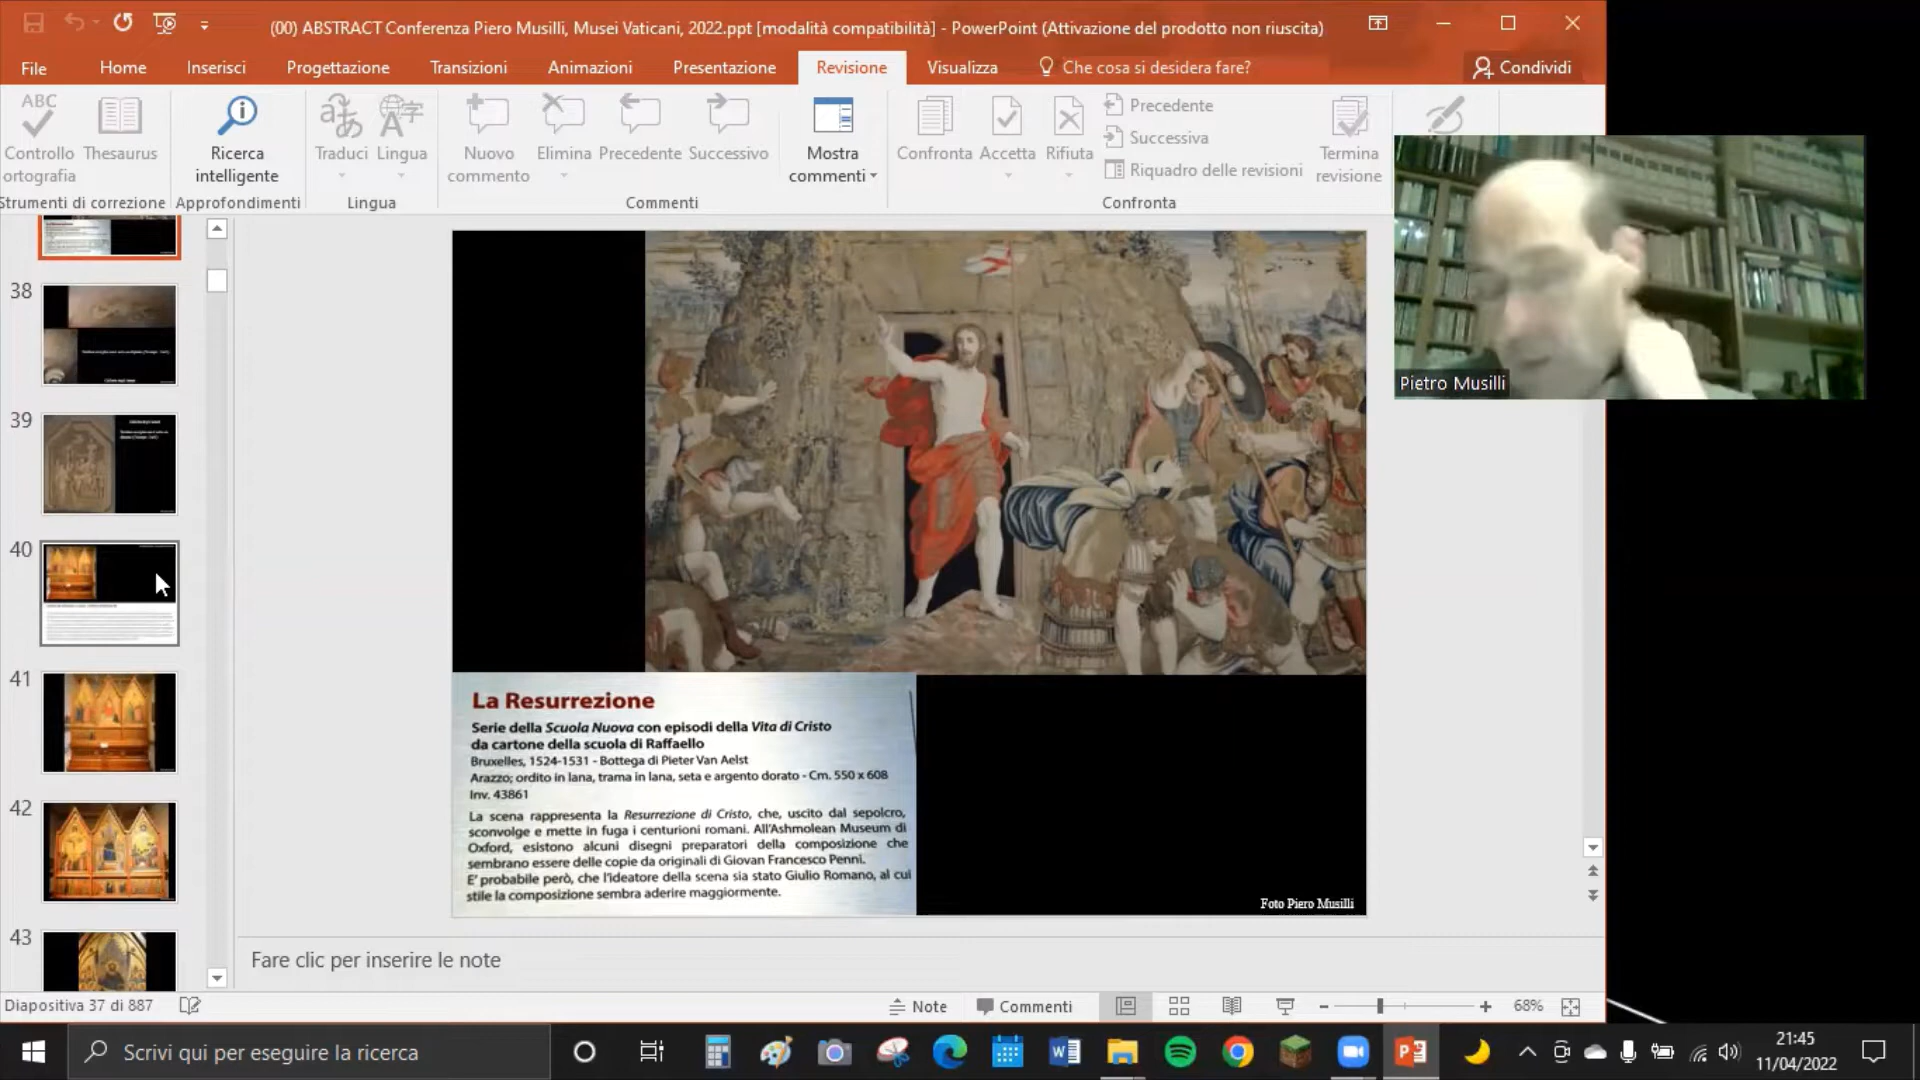 (00) ABSTRACT Conferenza Piero Musilli, Musei Vaticani, 2022.ppt [modalità compatibilità] - PowerPoint (Attivazione del prodotto non riuscita)
File Home Inserisci Progettazione Transizioni Animazioni Presentazione Revisione Visualizza Che cosa si desidera fare? Condividi
ABC
Controllo
ortografia
Thesaurus
Strumenti di correzione
Ricerca
intelligente
Approfondimenti
Traduci
Lingua
Lingua
Nuovo
commento
Elimina
Precedente
Successivo
Mostra
commenti
Commenti
Confronta
Accetta
Rifiuta
Precedente
Successiva
Riquadro delle revisioni
Termina
revisione
Confronta
Pietro Musilli
38
39
40
41
42
43
La Resurrezione
Serie della Scuola Nuova con episodi della Vita di Cristo
da cartone della scuola di Raffaello
Bruxelles, 1524-1531 - Bottega di Pieter Van Aelst
Arazzo; ordito in lana, trama in lana, seta e argento dorato - Cm. 550 x 608
Inv. 43861
La scena rappresenta la Resurrezione di Cristo, che, uscito dal sepolcro,
sconvolge e mette in fuga i centurioni romani. All'Ashmolean Museum di
Oxford, esistono alcuni disegni preparatori della composizione che
sembrano essere delle copie da originali di Giovan Francesco Penni.
E' probabile però, che l'ideatore della scena sia stato Giulio Romano, al cui
stile la composizione sembra aderire maggiormente.
Foto Piero Musilli
Fare clic per inserire le note
Diapositiva 37 di 887
Note
Commenti
68%
Scrivi qui per eseguire la ricerca
21:45
11/04/2022